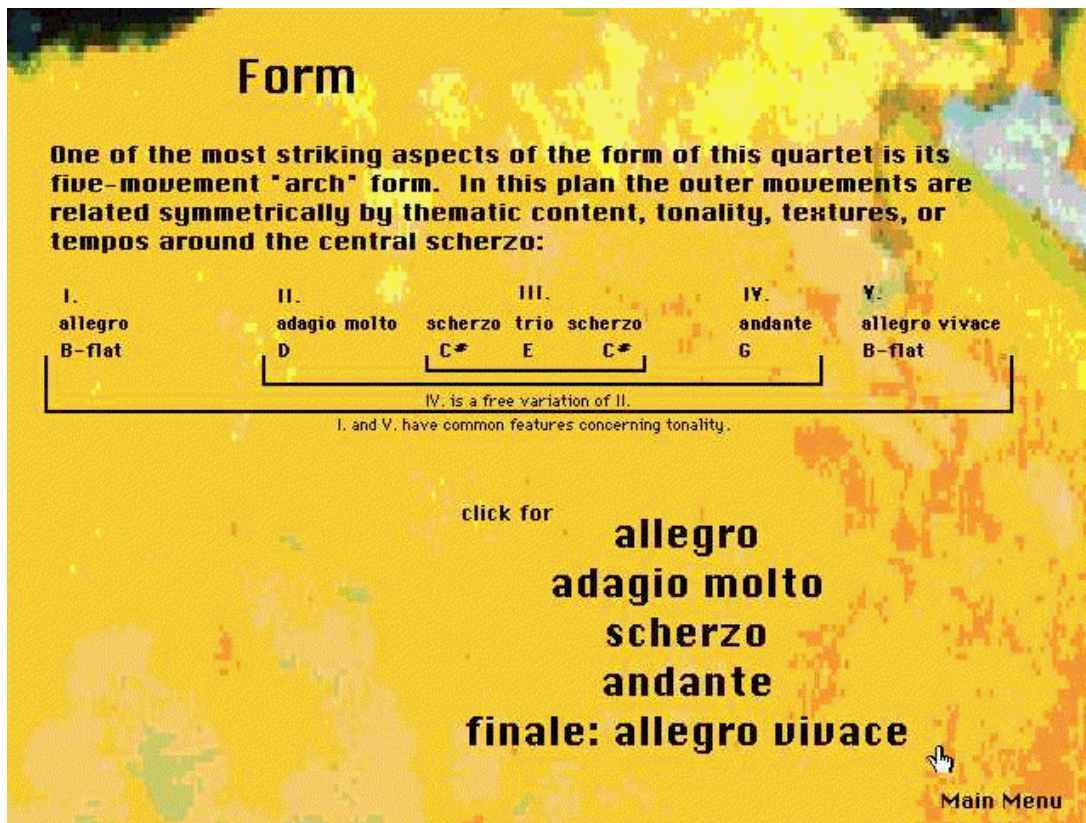 Form
One of the most striking aspects of the form of this quartet is its
five-movement "arch" form. In this plan the outer movements are
related symmetrically by thematic content, tonality, textures, or
tempos around the central scherzo:
I. II. III. IV. V.
allegro adagio molto scherzo trio scherzo andante allegro vivace
B-flat D C# E C# G B-flat
IV. is a free variation of II.
I. and V. have common features concerning tonality.
click for
allegro
adagio molto
scherzo
andante
finale: allegro vivace
Main Menu